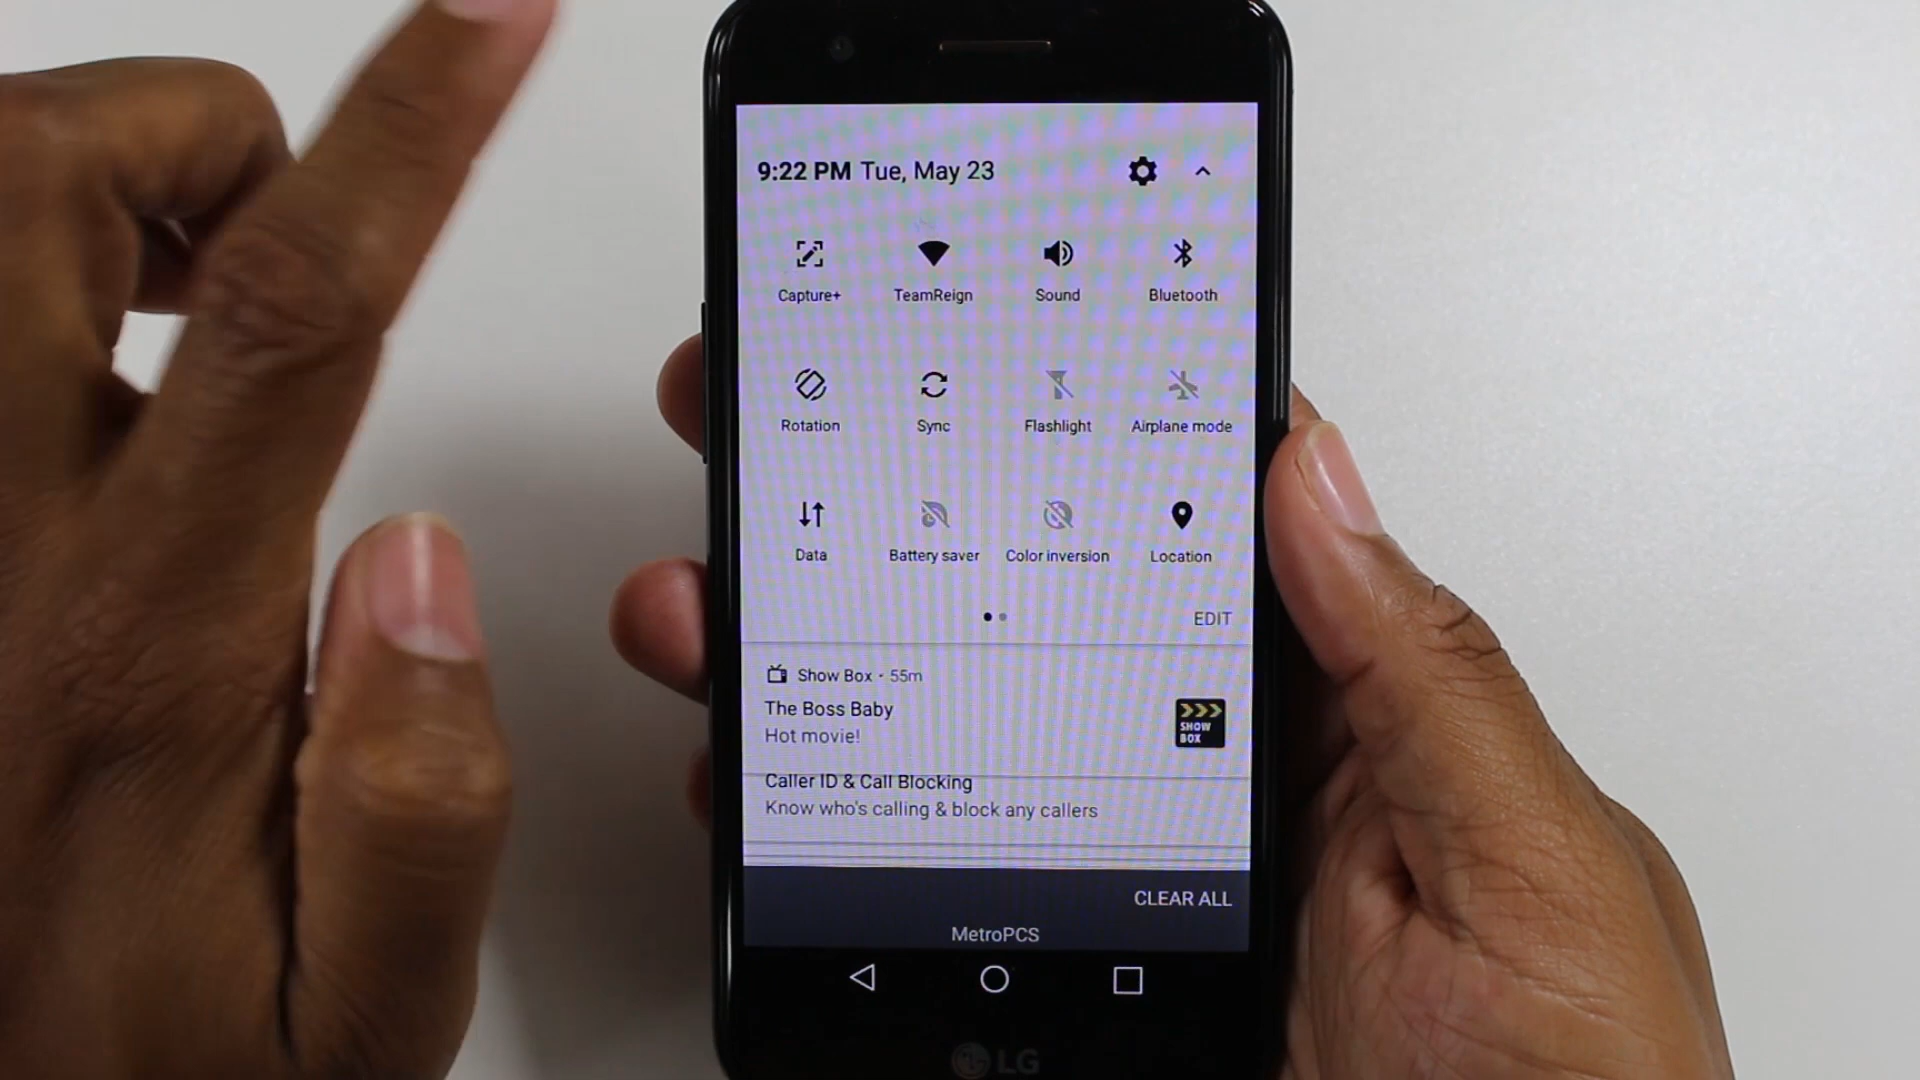 9:22 PM Tue, May 23
Capture+ TeamReign Sound Bluetooth
Rotation Sync Flashlight Airplane mode
Data Battery saver Color inversion Location
EDIT
Show Box · 55m
The Boss Baby
Hot movie!
SHOW
BOX
Caller ID & Call Blocking
Know who's calling & block any callers
CLEAR ALL
MetroPCS
LG